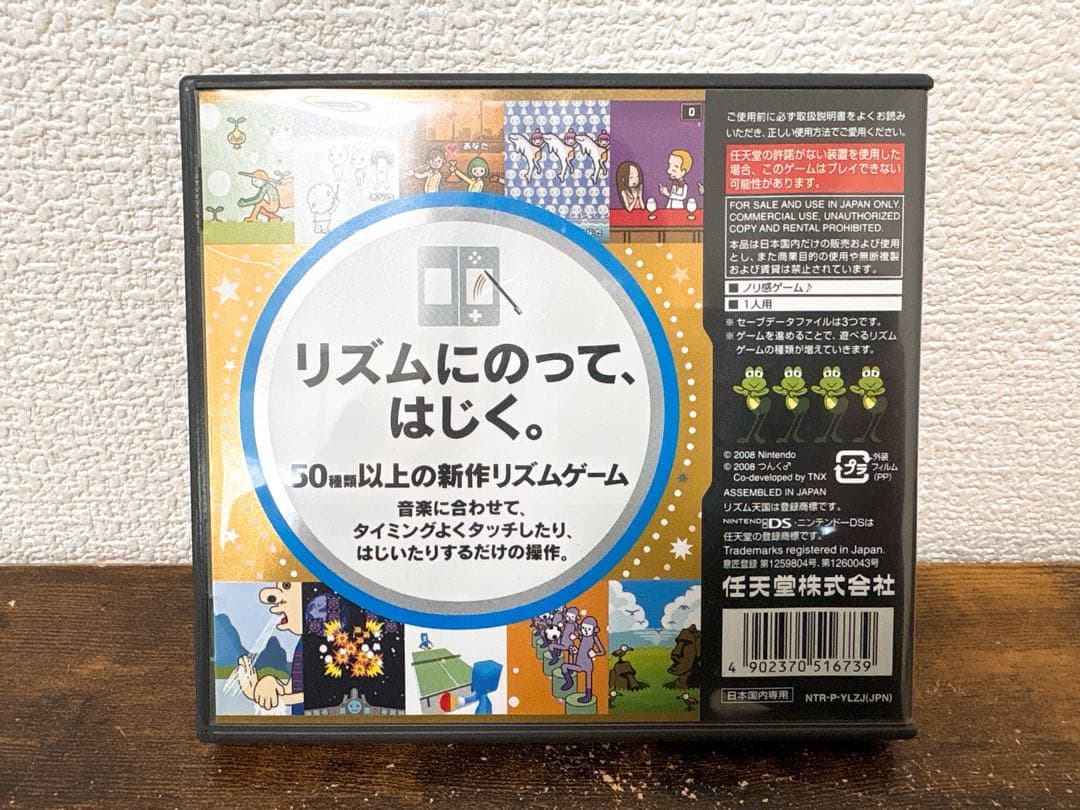 あなた
リズムにのって、
はじく。
50種類以上の新作リズムゲーム
音楽に合わせて、
タイミングよくタッチしたり、
はじいたりするだけの操作。
ご使用前に必ず取扱説明書をよくお読み
いただき、正しい使用方法でご愛用ください。
任天堂の許諾がない装置を使用した
場合、このゲームはプレイできない
可能性があります。
FOR SALE AND USE IN JAPAN ONLY.
COMMERCIAL USE, UNAUTHORIZED
COPY AND RENTAL PROHIBITED.
本品は日本国内だけの販売および使用
とし、また商業目的の使用や無断複製
および賃貸は禁止されています。
■ ノリ感ゲーム♪
■ 1人用
※ セーブデータファイルは3つです。
※ ゲームを進めることで、遊べるリズム
ゲームの種類が増えていきます。
© 2008 Nintendo
© 2008 つんく♂
Co-developed by TNX
プラ
外装
フィルム
(PP)
ASSEMBLED IN JAPAN
リズム天国は登録商標です。
NINTENDO DS・ニンテンドーDSは
任天堂の登録商標です。
Trademarks registered in Japan.
意匠登録 第1259804号、第1260043号
任天堂株式会社
4 902370 516739
日本国内専用
NTR-P-YLZJ(JPN)